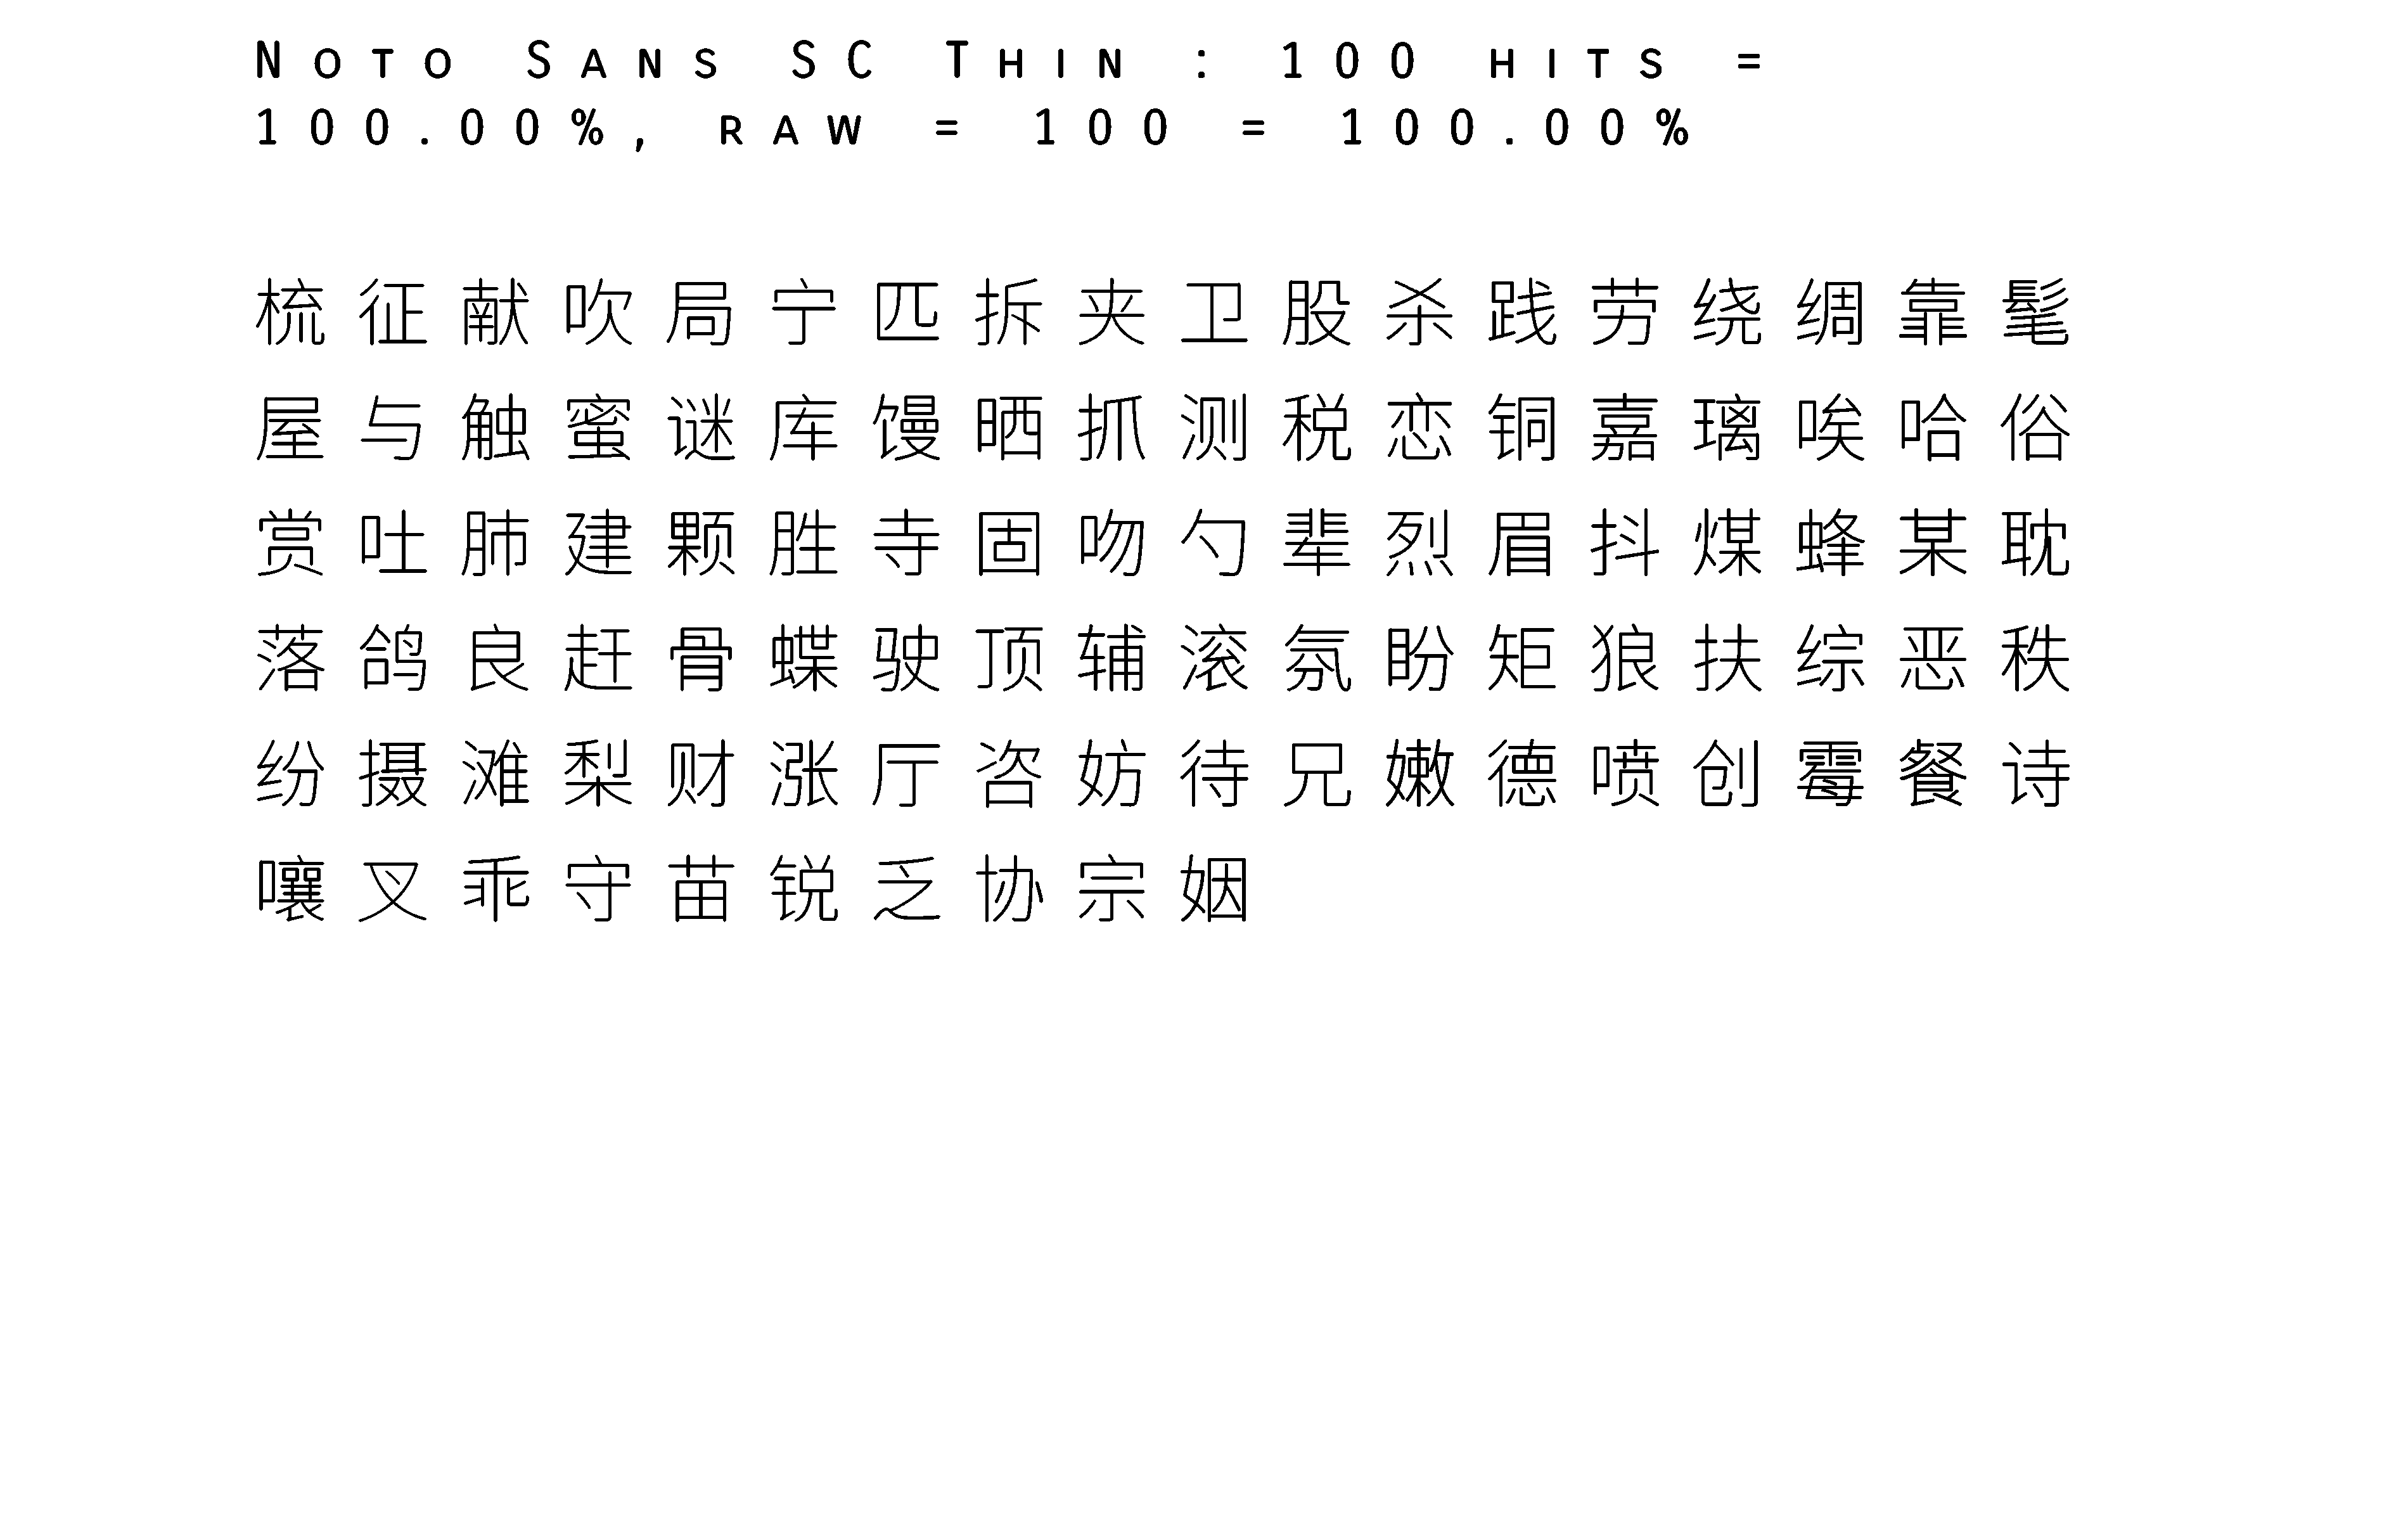 Noto Sans SC Thin : 100 hits =
100.00%, raw = 100 = 100.00%
梳征献吹局宁匹拆夹卫股杀践劳绕绸靠髦
屋与触蜜谜库馒晒抓测税恋铜嘉璃唉哈俗
赏吐肺建颗胜寺固吻勺辈烈眉抖煤蜂某耽
落鸽良赶骨蝶驶顶辅滚氛盼矩狼扶综恶秩
纷摄滩梨财涨厅咨妨待兄嫩德喷创霉餐诗
嚷叉乖守苗锐乏协宗姻